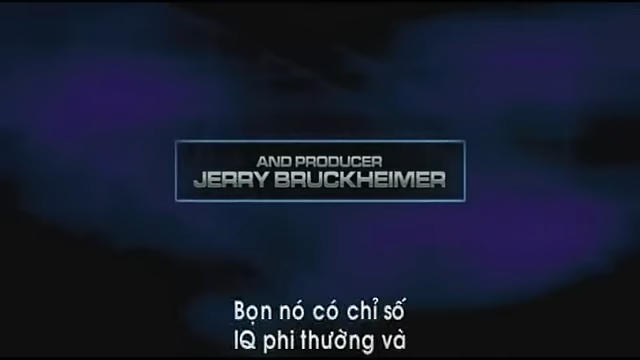 AND PRODUCER
JERRY BRUCKHEIMER
Bọn nó có chỉ số
IQ phi thường và